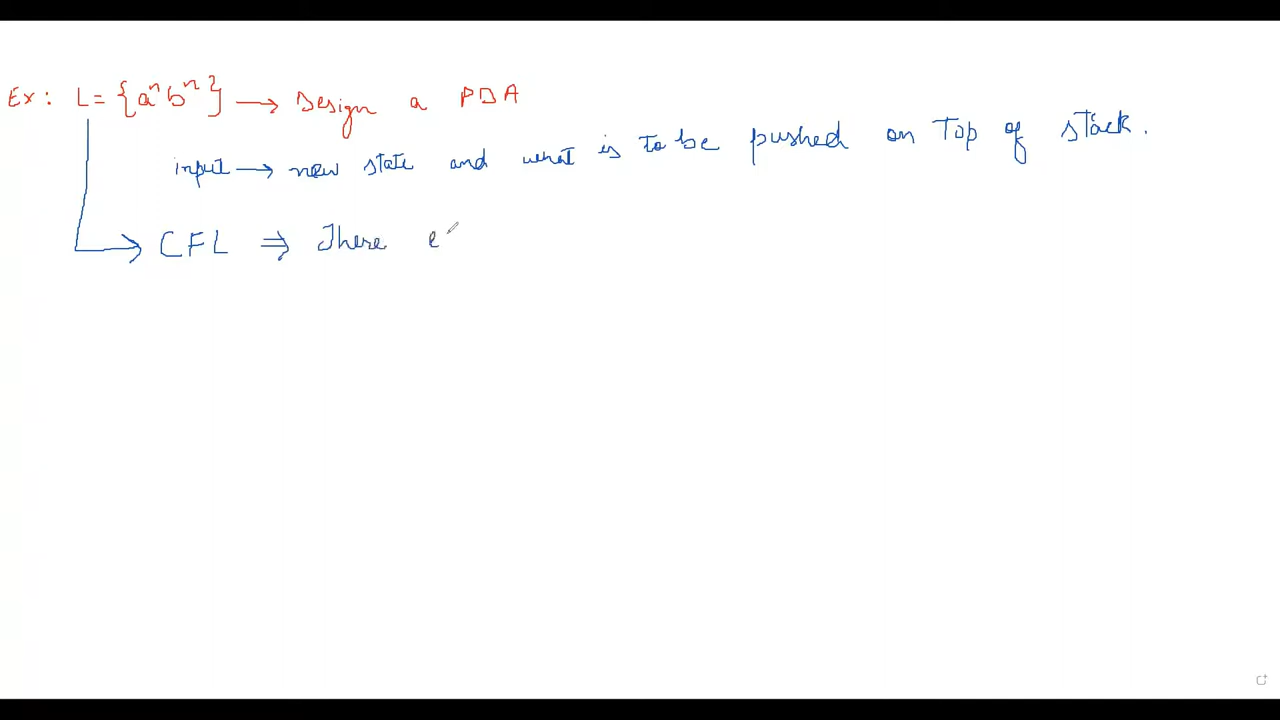 Ex: L = {aⁿbⁿ} → Design a PDA
input → new state and what is to be pushed on Top of stack.
CFL ⇒ There e